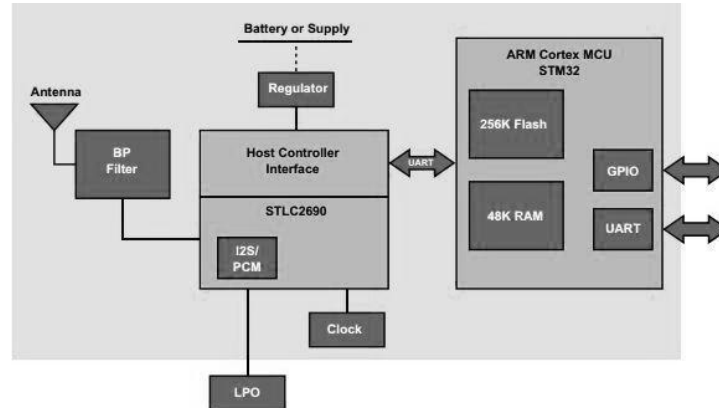 Battery or Supply
ARM Cortex MCU
STM32
Regulator
Antenna
256K Flash
BP
Filter
Host Controller
Interface
UART
GPIO
STLC2690
48K RAM
UART
I2S/
PCM
Clock
LPO